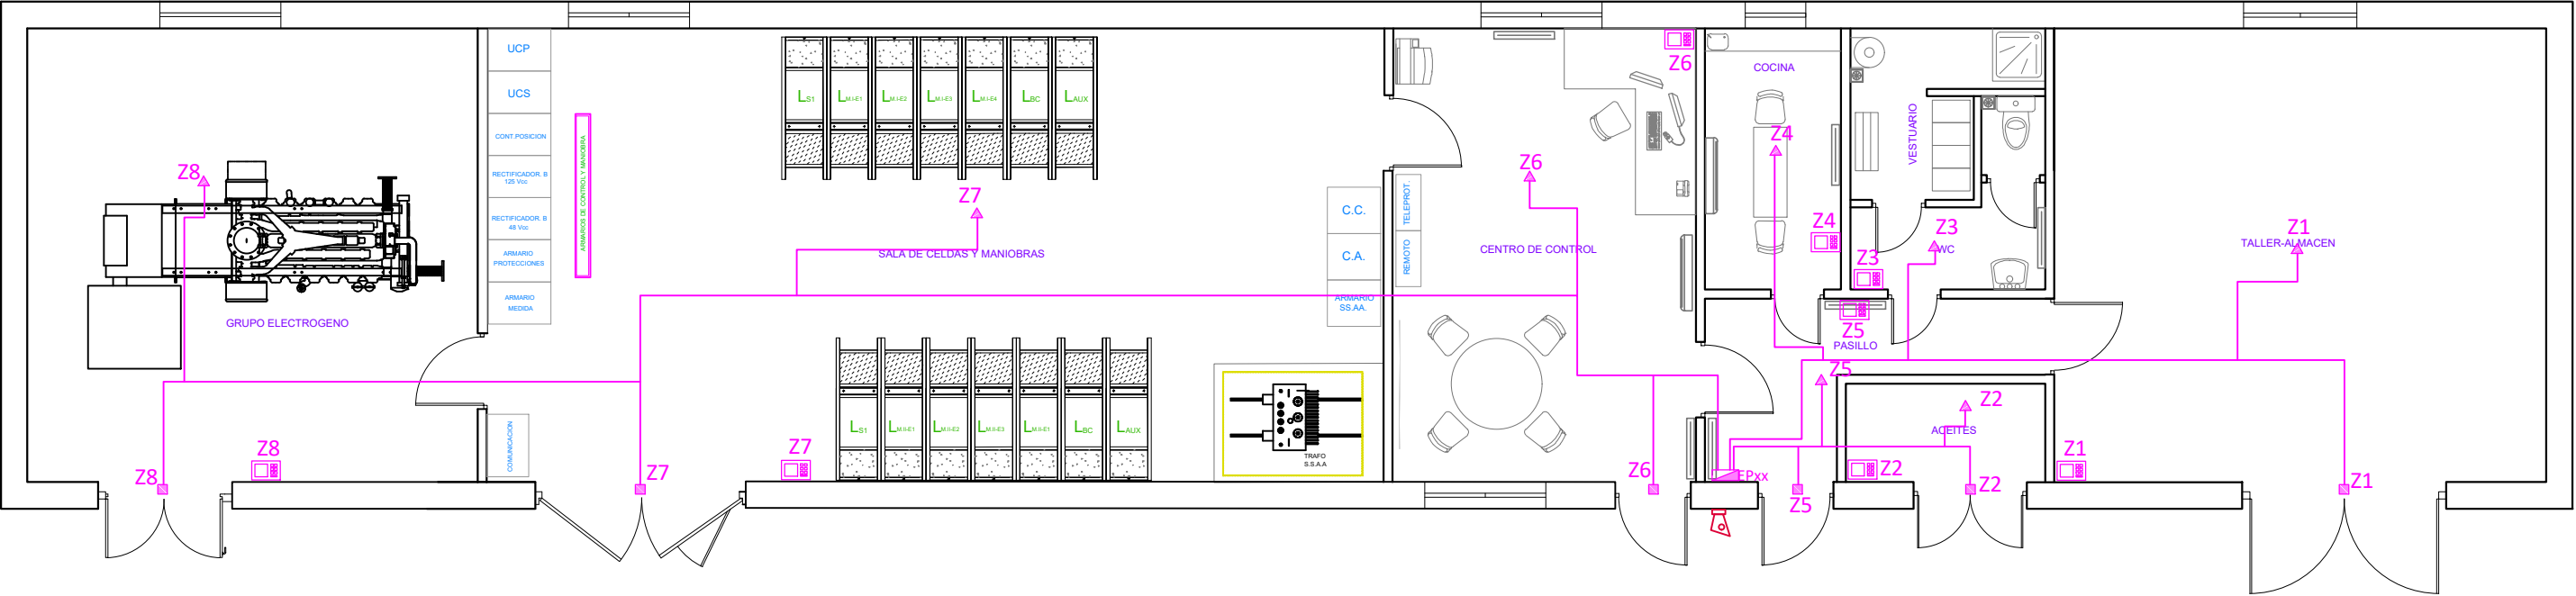 UCP
UCS
CONT.POSICION
RECTIFICADOR. B
125 Vcc
RECTIFICADOR. B
48 Vcc
ARMARIO
PROTECCIONES
ARMARIO
MEDIDA
ARMARIOS DE CONTROL Y MANIOBRA
COMUNICACION
Z8
GRUPO ELECTROGENO
Z8
Z8
LS1
LM.I-E1
LM.I-E2
LM.I-E3
LM.I-E4
LBC
LAUX
Z7
SALA DE CELDAS Y MANIOBRAS
Z7
Z7
LS1
LM.II-E1
LM.II-E2
LM.II-E3
LM.II-E1
LBC
LAUX
C.C.
C.A.
ARMARIO
SS.AA.
TELEPROT.
REMOTO
TRAFO
S.S.A.A
Z6
Z6
CENTRO DE CONTROL
Z6
COCINA
Z4
Z4
VESTUARIO
Z3
WC
Z3
Z5
PASILLO
Z5
Z5
EPxx
Z2
ACEITES
Z2
Z2
Z1
TALLER-ALMACEN
Z1
Z1